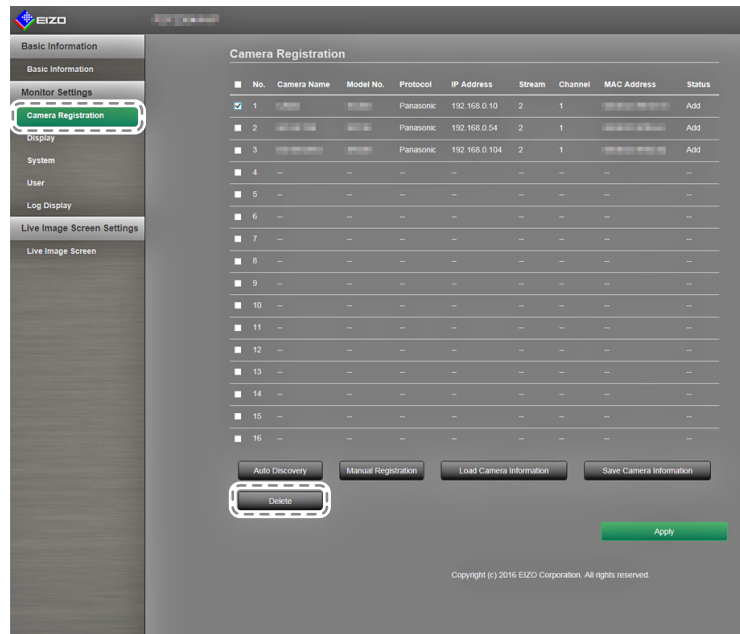 EIZO
Basic Information
Basic Information
Monitor Settings
Camera Registration
Display
System
User
Log Display
Live Image Screen Settings
Live Image Screen
Camera Registration
No. Camera Name Model No. Protocol IP Address Stream Channel MAC Address Status
1 Panasonic 192.168.0.10 2 1 Add
2 Panasonic 192.168.0.54 2 1 Add
3 Panasonic 192.168.0.104 2 1 Add
4 -- -- -- -- -- -- -- --
5 -- -- -- -- -- -- -- --
6 -- -- -- -- -- -- -- --
7 -- -- -- -- -- -- -- --
8 -- -- -- -- -- -- -- --
9 -- -- -- -- -- -- -- --
10 -- -- -- -- -- -- -- --
11 -- -- -- -- -- -- -- --
12 -- -- -- -- -- -- -- --
13 -- -- -- -- -- -- -- --
14 -- -- -- -- -- -- -- --
15 -- -- -- -- -- -- -- --
16 -- -- -- -- -- -- -- --
Auto Discovery Manual Registration Load Camera Information Save Camera Information
Delete
Apply
Copyright (c) 2016 EIZO Corporation. All rights reserved.